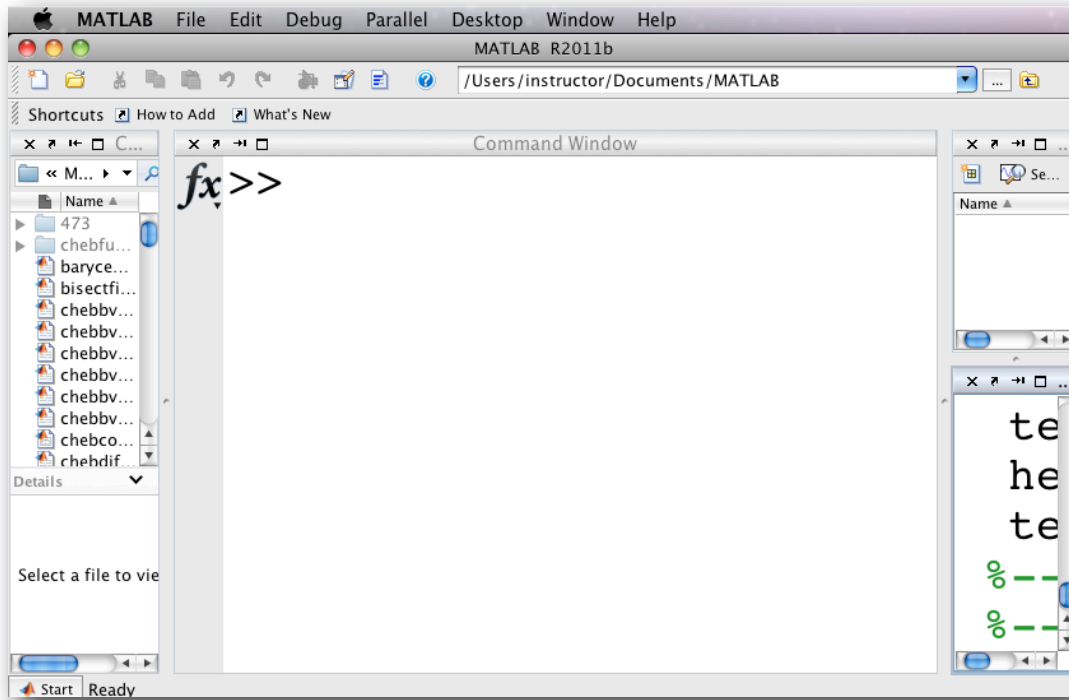 MATLAB File Edit Debug Parallel Desktop Window Help
MATLAB R2011b
/Users/instructor/Documents/MATLAB
...
Shortcuts How to Add What's New
C...
« M...
Name
473
chebfu...
baryce...
bisectfi...
chebbv...
chebbv...
chebbv...
chebbv...
chebbv...
chebbv...
chebco...
chebdif...
Details
Select a file to vie
Command Window
fx >>
...
Se...
Name
...
te
he
te
%--
%--
Start Ready